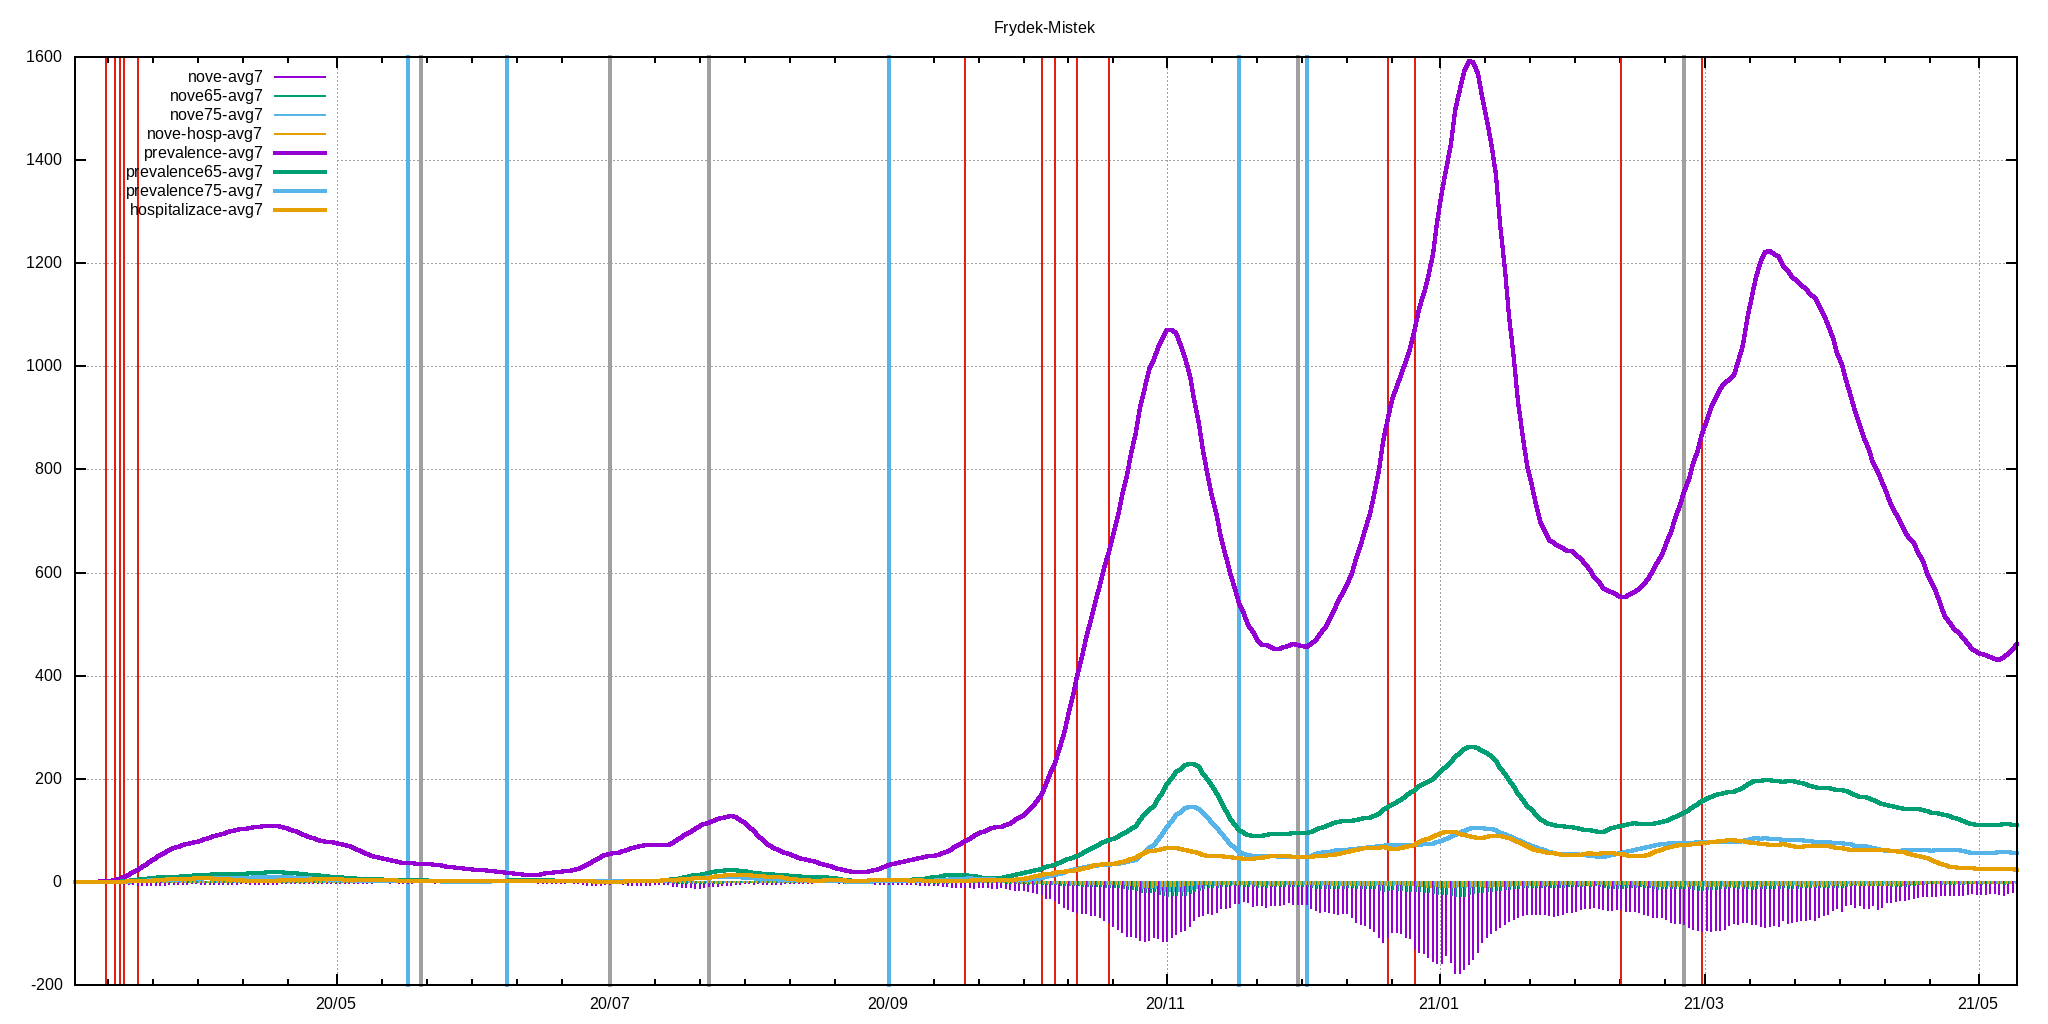 Frydek-Mistek
1600
1400
1200
1000
800
600
400
200
0
-200
nove-avg7
nove65-avg7
nove75-avg7
nove-hosp-avg7
prevalence-avg7
prevalence65-avg7
prevalence75-avg7
hospitalizace-avg7
20/05 20/07 20/09 20/11 21/01 21/03 21/05